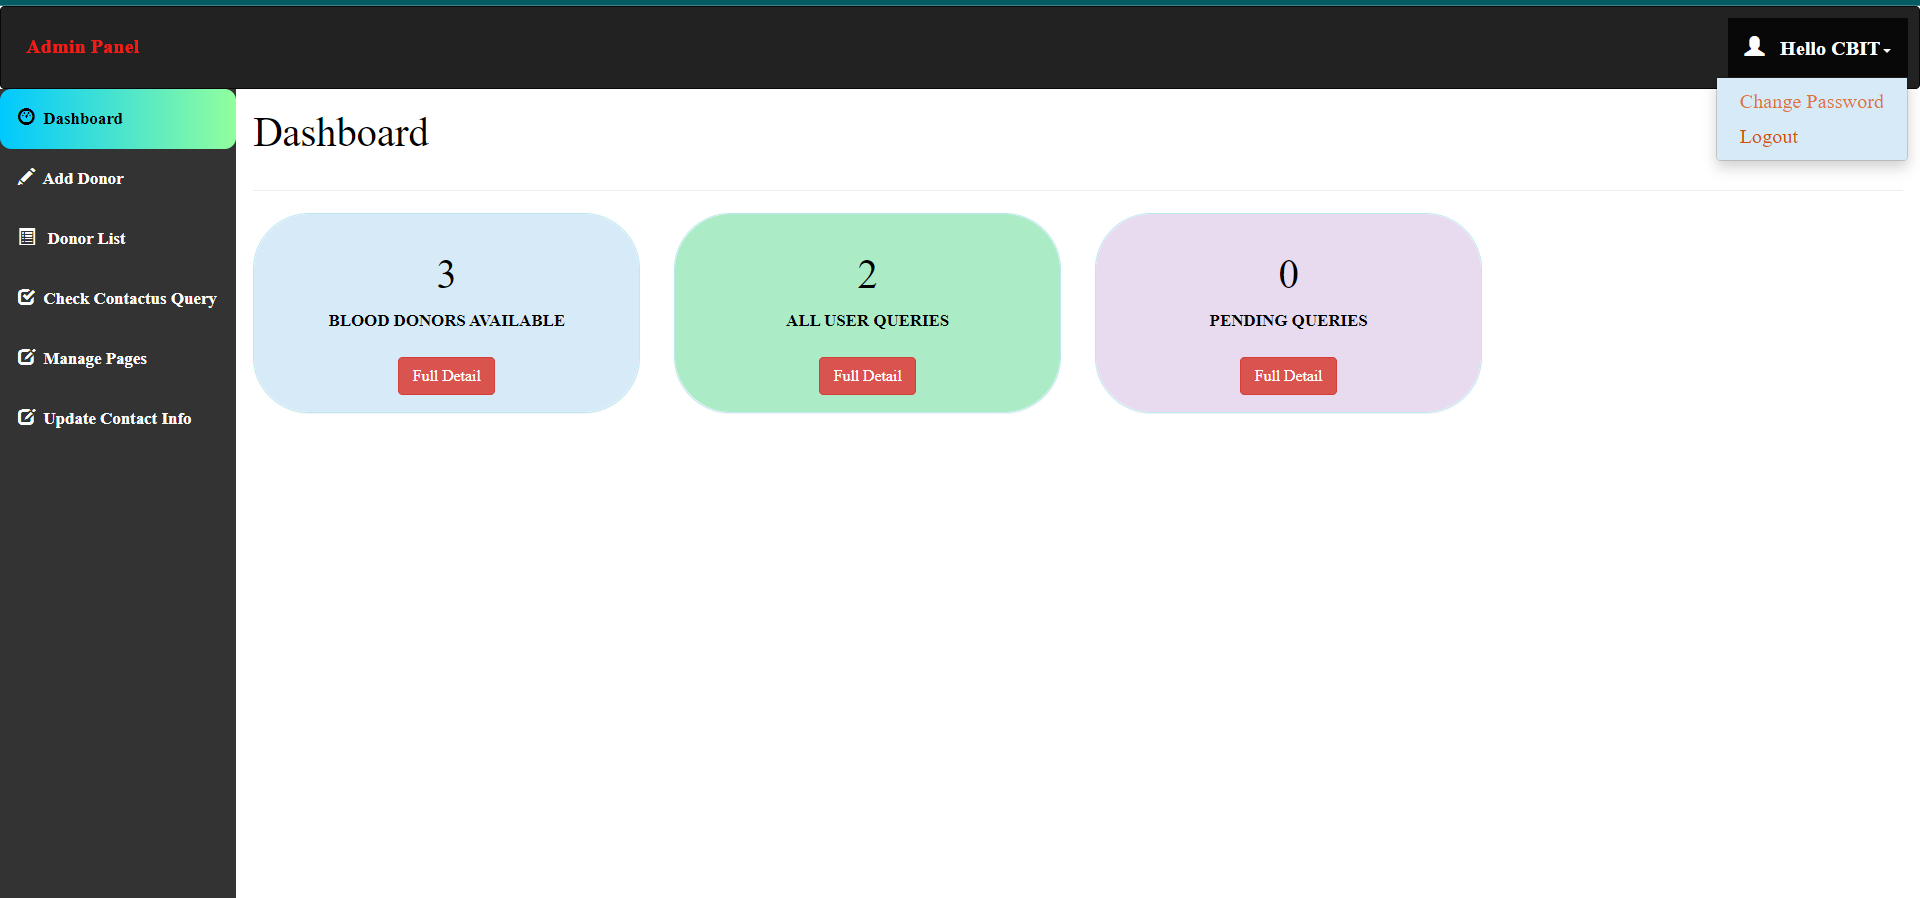 Admin Panel
Hello CBIT
Change Password
Logout
Dashboard
Add Donor
Donor List
Check Contactus Query
Manage Pages
Update Contact Info
Dashboard
3
BLOOD DONORS AVAILABLE
Full Detail
2
ALL USER QUERIES
Full Detail
0
PENDING QUERIES
Full Detail